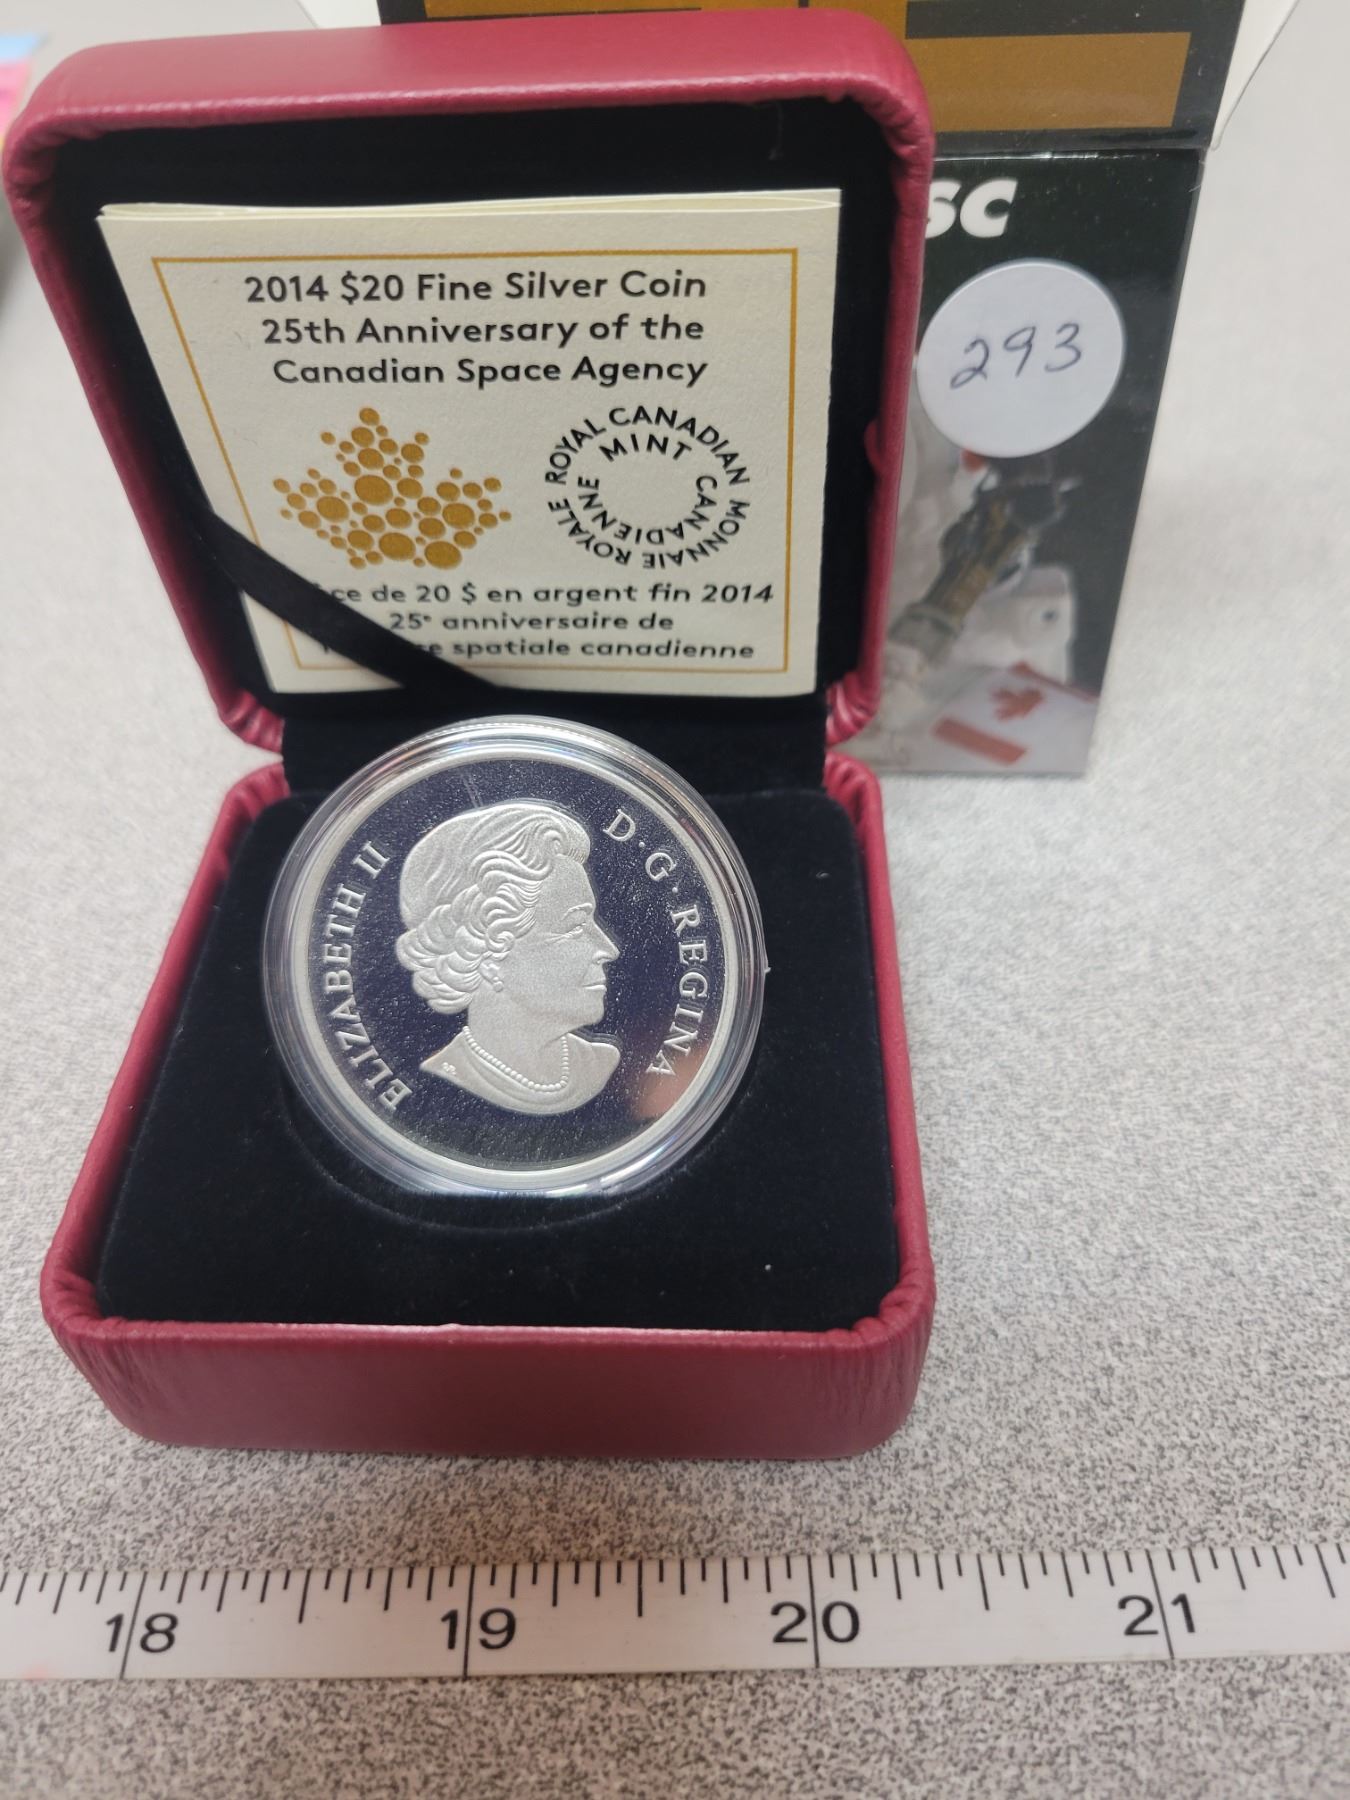 2014 $20 Fine Silver Coin
25th Anniversary of the
Canadian Space Agency
ROYAL CANADIAN MINT
MONNAIE ROYALE CANADIENNE
ce de 20 $ en argent fin 2014
25e anniversaire de
spatiale canadienne
SC
293
ELIZABETH II
D·G·REGINA
18 19 20 21